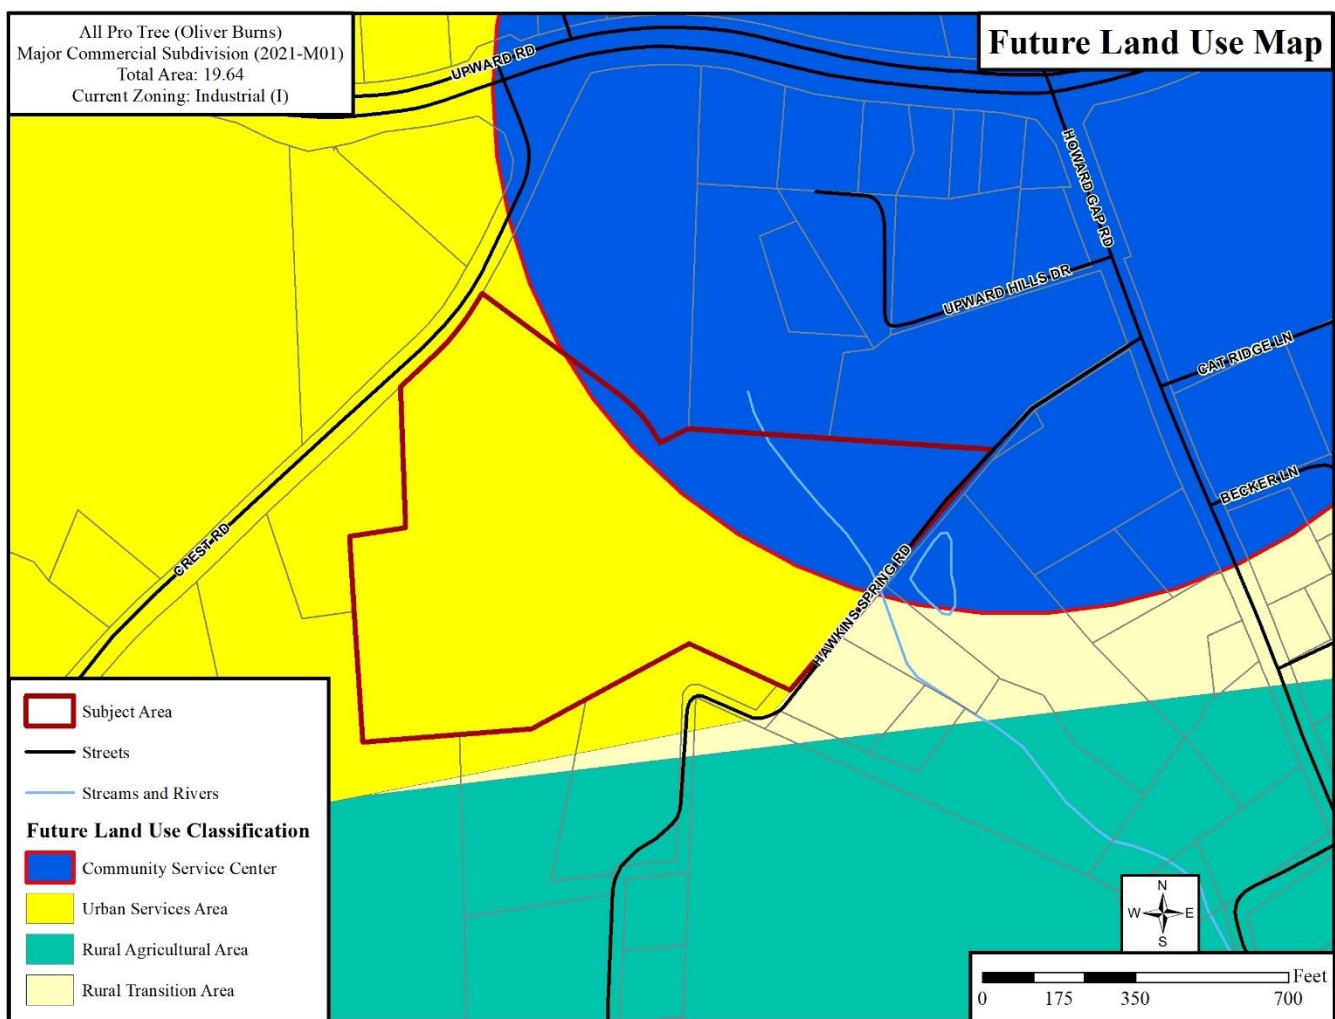 All Pro Tree (Oliver Burns)
Major Commercial Subdivision (2021-M01)
Total Area: 19.64
Current Zoning: Industrial (I)
Future Land Use Map
UPWARD RD
HOWARD GAP RD
UPWARD HILLS DR
CAT RIDGE LN
BECKER LN
CREST RD
HAWKINS SPRING RD
Subject Area
Streets
Streams and Rivers
Future Land Use Classification
Community Service Center
Urban Services Area
Rural Agricultural Area
Rural Transition Area
N
W E
S
Feet
0 175 350 700